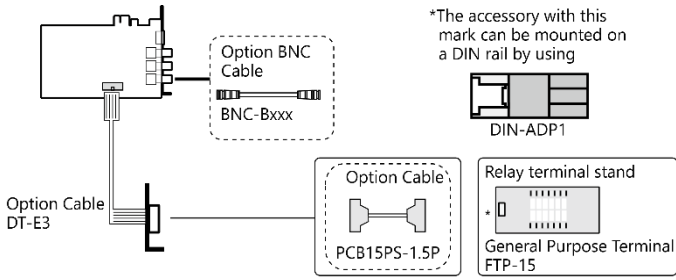 *The accessory with this
mark can be mounted on
a DIN rail by using
DIN-ADP1
Option BNC
Cable
BNC-Bxxx
Option Cable
DT-E3
Option Cable
PCB15PS-1.5P
Relay terminal stand
*
General Purpose Terminal
FTP-15